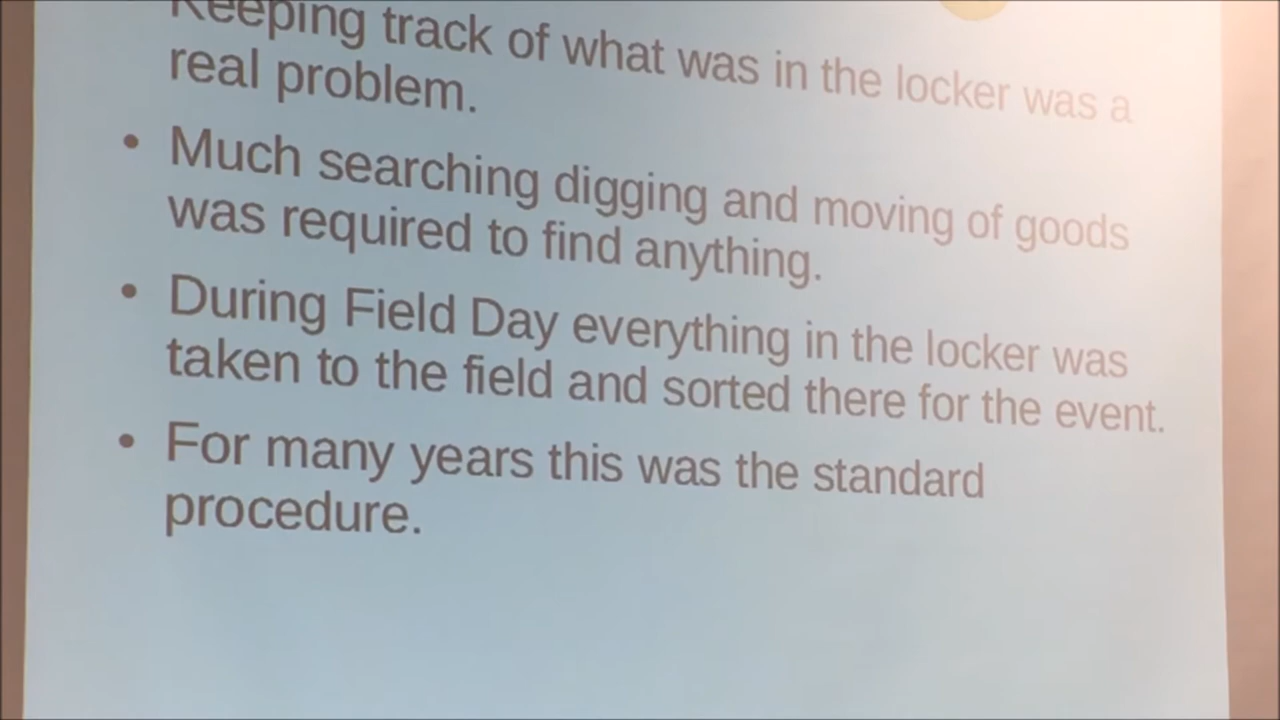 Keeping track of what was in the locker was a
real problem.
• Much searching digging and moving of goods
was required to find anything.
• During Field Day everything in the locker was
taken to the field and sorted there for the event.
• For many years this was the standard
procedure.